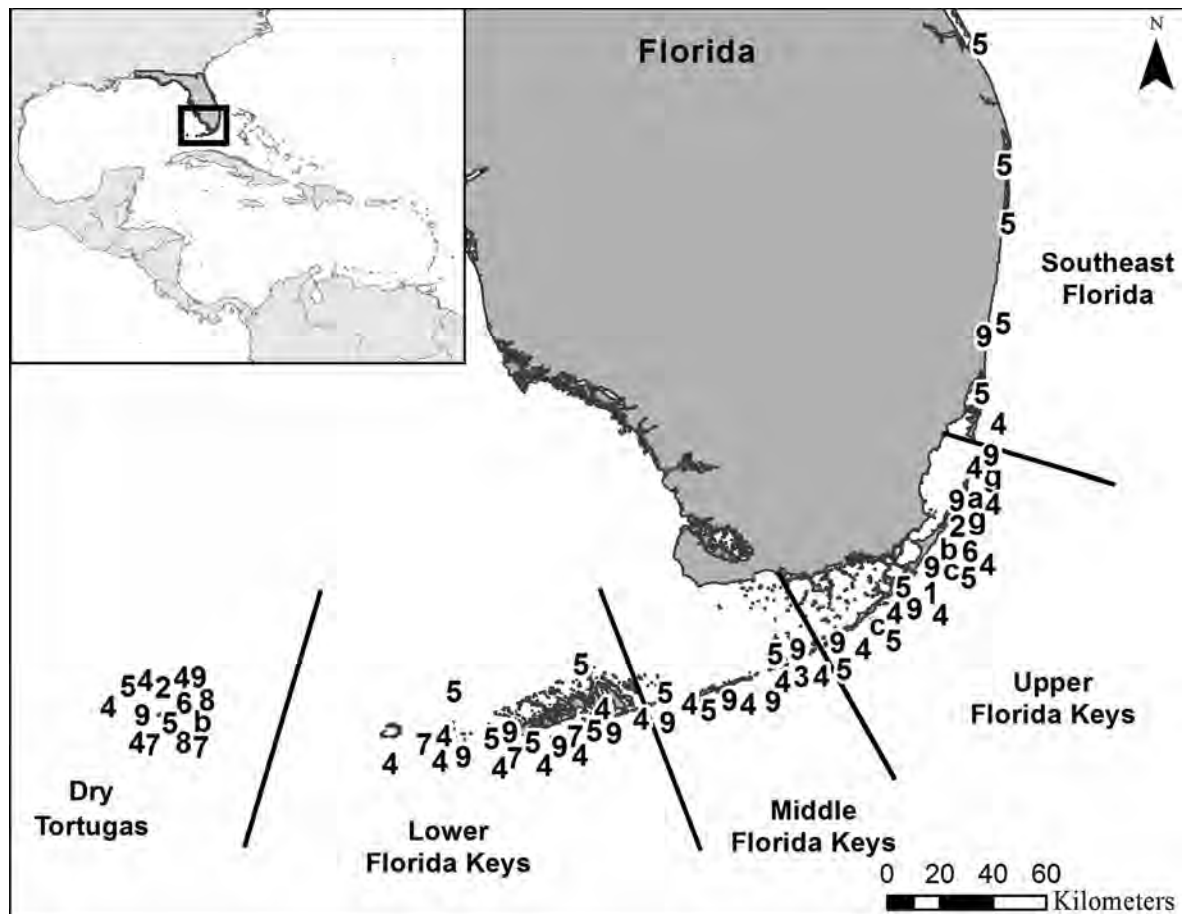 Florida
N
5
5
5
Southeast
Florida
9 5
5
4
9
4 g
9 a 4
2 9
b 6 4
9 c 5
5 1
4 9 4
c 5
9 4
5 9
4 3 4 5
5
4 5 9 4 9
5
5
4
4 9
7 4
4 9
4
5 9 5
4 7
4 9
7 5 9
4
5 4 2 4 9
4 6 8
9 5 b
4 7 8 7
Upper
Florida Keys
Middle
Florida Keys
Lower
Florida Keys
Dry
Tortugas
0 20 40 60
Kilometers